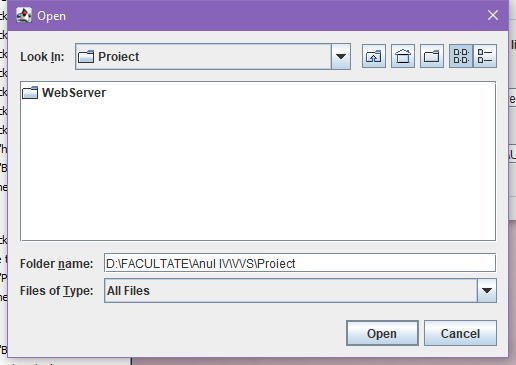 Open
Look In: Proiect
WebServer
Folder name: D:\FACULTATE\Anul IV\VVS\Proiect
Files of Type: All Files
Open Cancel